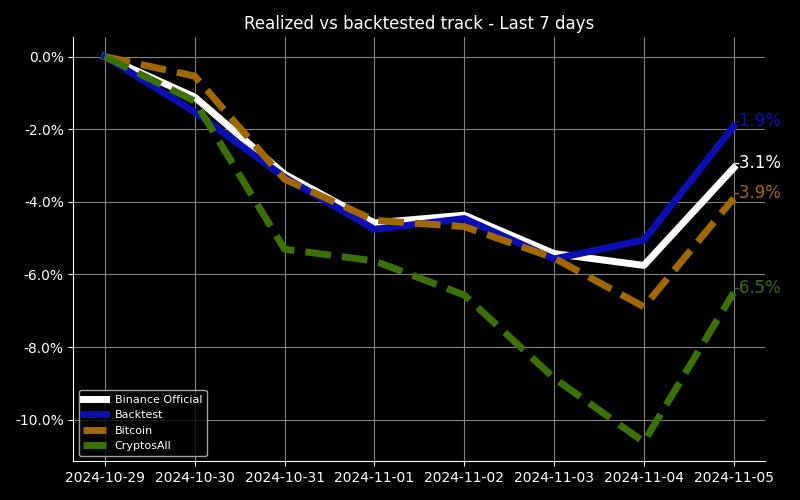 Realized vs backtested track - Last 7 days
0.0%
-2.0%
-4.0%
-6.0%
-8.0%
-10.0%
-1.9%
-3.1%
-3.9%
-6.5%
Binance Official
Backtest
Bitcoin
CryptosAll
2024-10-29 2024-10-30 2024-10-31 2024-11-01 2024-11-02 2024-11-03 2024-11-04 2024-11-05